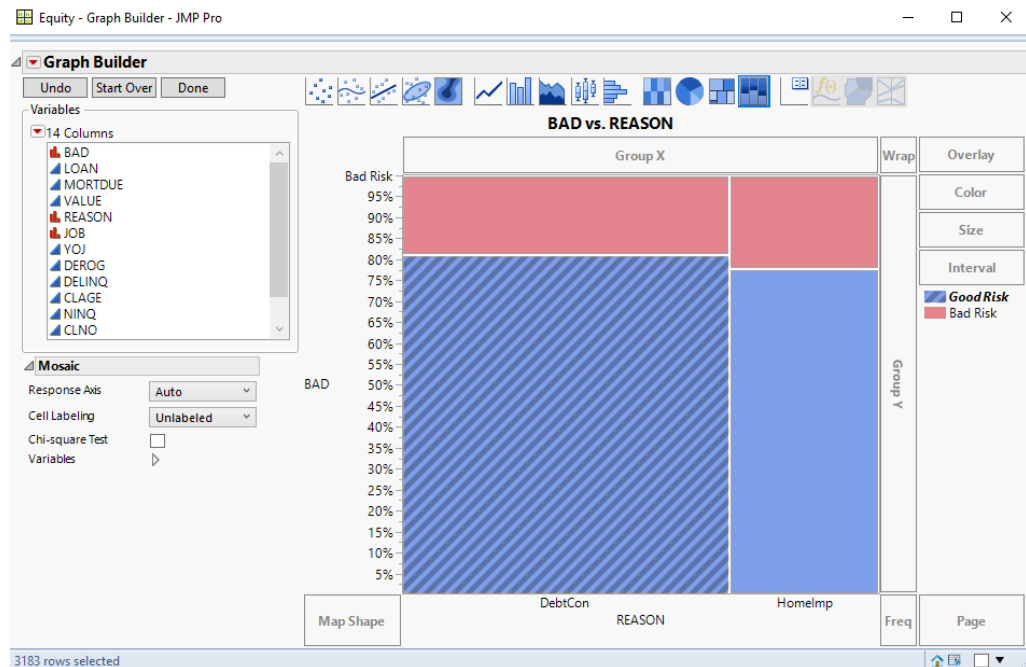 Equity - Graph Builder - JMP Pro
Graph Builder
Undo Start Over Done
Variables
14 Columns
BAD
LOAN
MORTDUE
VALUE
REASON
JOB
YOJ
DEROG
DELINQ
CLAGE
NINQ
CLNO
Mosaic
Response Axis Auto
Cell Labeling Unlabeled
Chi-square Test
Variables
BAD vs. REASON
Group X Wrap Overlay
Color
Size
Interval
Good Risk
Bad Risk
Bad Risk
95%
90%
85%
80%
75%
70%
65%
60%
55%
50%
45%
40%
35%
30%
25%
20%
15%
10%
5%
BAD
Group Y
DebtCon HomeImp
REASON
Map Shape Freq Page
3183 rows selected